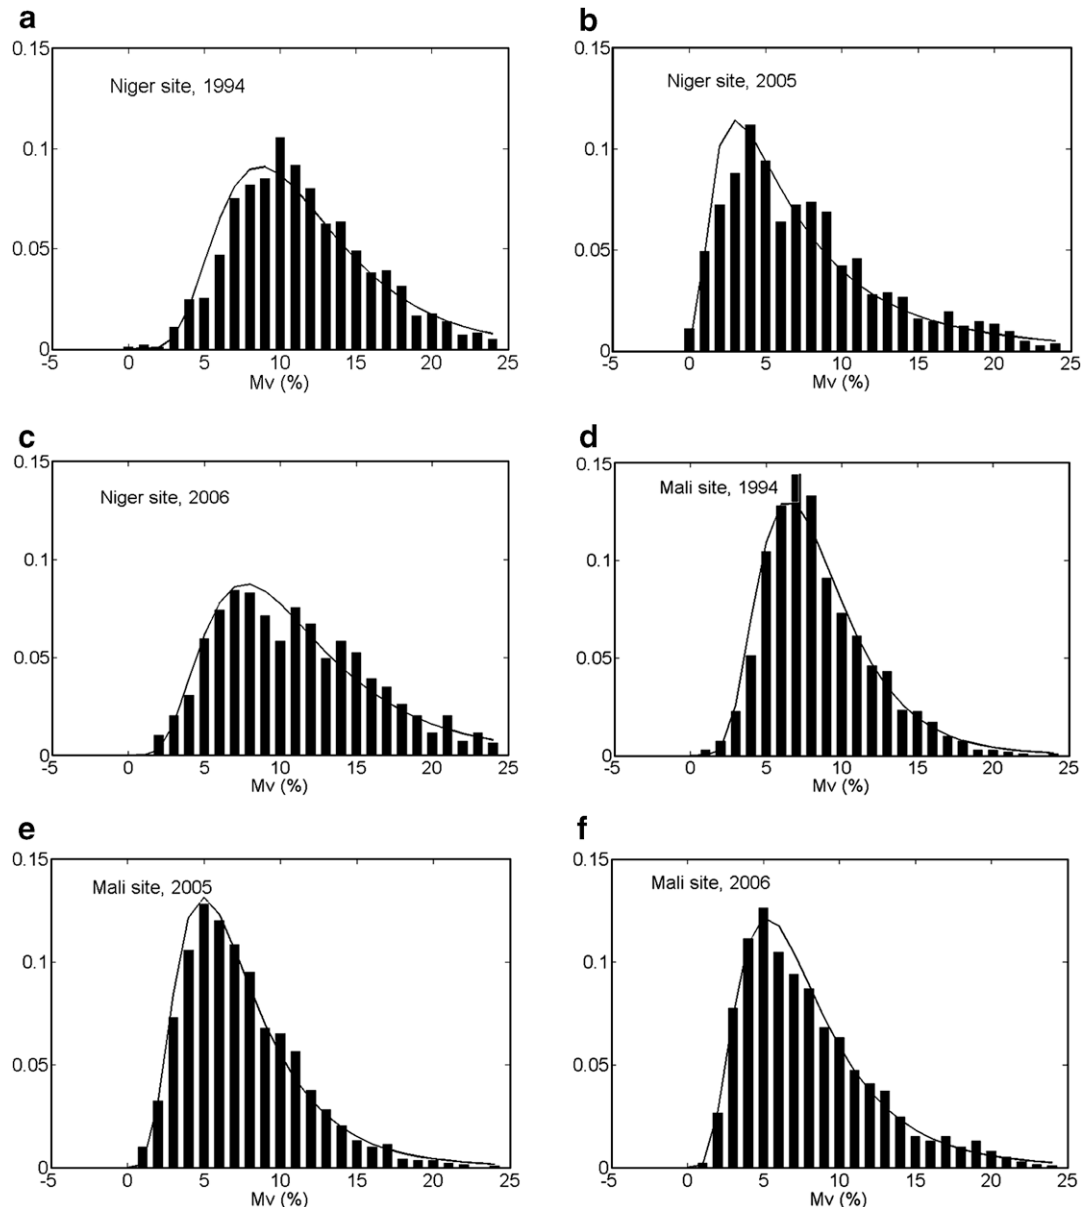 a
0.15
Niger site, 1994
0.1
0.05
0
-5 0 5 10 15 20 25
Mv (%)
b
0.15
Niger site, 2005
0.1
0.05
0
-5 0 5 10 15 20 25
Mv (%)
c
0.15
Niger site, 2006
0.1
0.05
0
-5 0 5 10 15 20 25
Mv (%)
d
0.15
Mali site, 1994
0.1
0.05
0
-5 0 5 10 15 20 25
Mv (%)
e
0.15
Mali site, 2005
0.1
0.05
0
-5 0 5 10 15 20 25
Mv (%)
f
0.15
Mali site, 2006
0.1
0.05
0
-5 0 5 10 15 20 25
Mv (%)